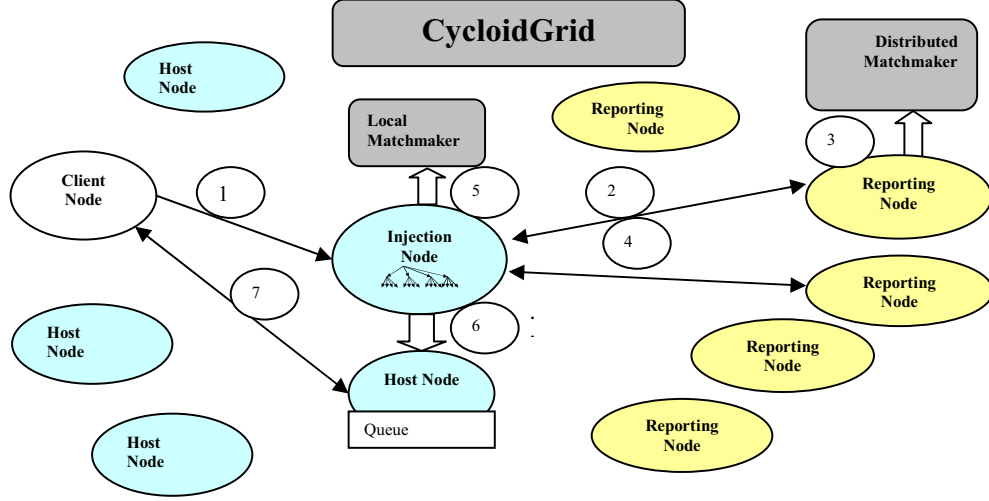 CycloidGrid
Distributed
Matchmaker
Host
Node
Reporting
Node
Local
Matchmaker
3
Client
Node
1
5
2
Reporting
Node
Injection
Node
4
7
Reporting
Node
6
:
.
Host
Node
Reporting
Node
Host Node
Queue
Host
Node
Reporting
Node